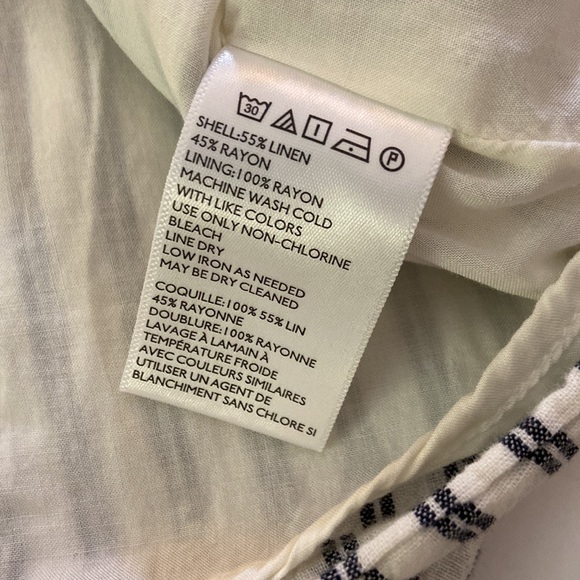 30 P
SHELL:55% LINEN
45% RAYON
LINING:100% RAYON
MACHINE WASH COLD
WITH LIKE COLORS
USE ONLY NON-CHLORINE
BLEACH
LINE DRY
LOW IRON AS NEEDED
MAY BE DRY CLEANED
COQUILLE:100% 55% LIN
45% RAYONNE
DOUBLURE:100% RAYONNE
LAVAGE À LAMAIN À
TEMPÉRATURE FROIDE
AVEC COULEURS SIMILAIRES
UTILISER UN AGENT DE
BLANCHIMENT SANS CHLORE SI